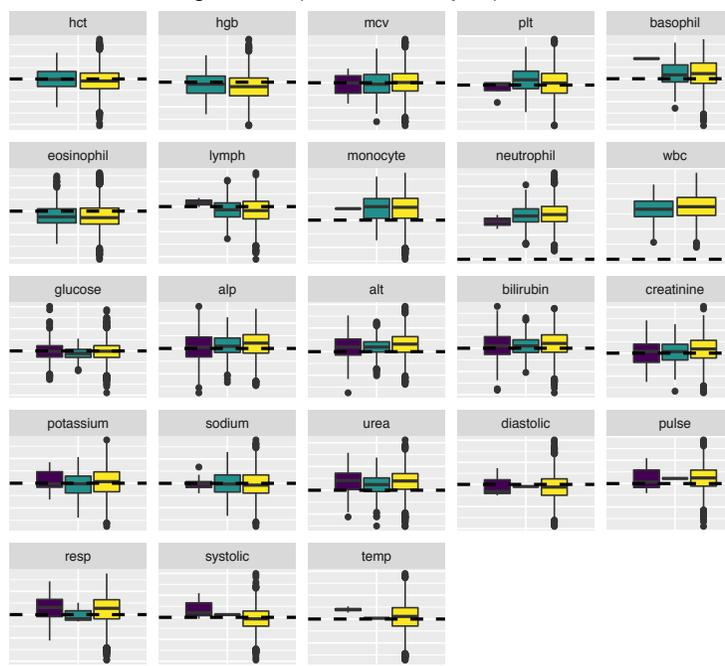 hct hgb mcv plt basophil
eosinophil lymph monocyte neutrophil wbc
glucose alp alt bilirubin creatinine
potassium sodium urea diastolic pulse
resp systolic temp